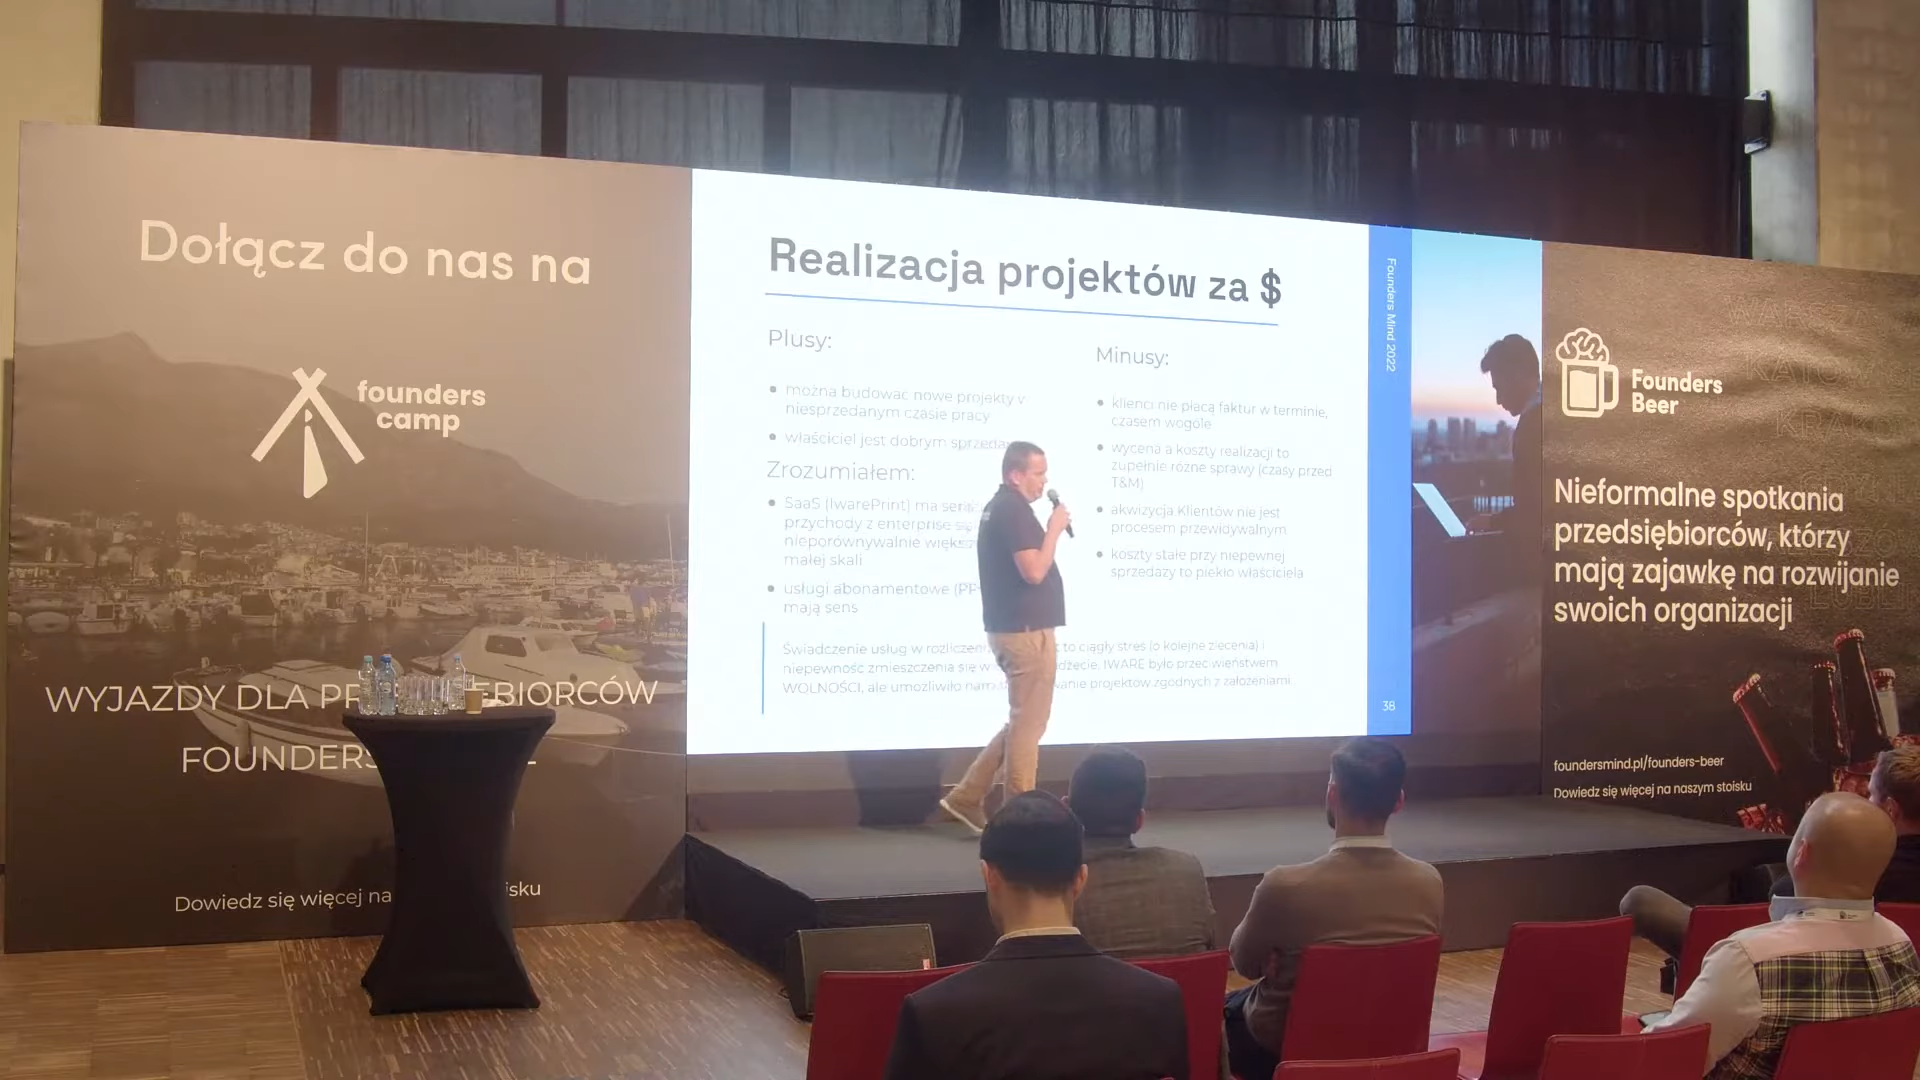 Dołącz do nas na
founders
camp
WYJAZDY DLA PR EBIORCÓW
FOUNDERS
Dowiedz się więcej na isku
Realizacja projektów za $
Plusy:
można budować nowe projekty w
niesprzedanym czasie pracy
właściciel jest dobrym
Zrozumiałem:
SaaS (IwarePrint) ma sens
przychody z enterprise są
nieporównywalnie
małej skali
usługi abonamentowe
mają sens
Minusy:
klienci nie płacą faktur w terminie,
czasem wogóle
wycena a koszty realizacji to
zupełnie różne sprawy (czasy przed
T&M)
akwizycja Klientów nie jest
procesem przewidywalnym
koszty stałe przy niepewnej
sprzedaży to piekło właściciela
Świadczenie usług w to ciągły stres (o kolejne zlecenia) i
niepewność zmieszczenia się w IWARE było przeciwieństwem
WOLNOŚCI, ale umożliwiło nam projektów zgodnych z założeniami
Founders Mind 2022
38
Founders
Beer
WARSZA
KATOWIC
KRAKÓ
Nieformalne spotkania
przedsiębiorców, którzy
mają zajawkę na rozwijanie
swoich organizacji
foundersmind.pl/founders-beer
Dowiedz się więcej na naszym stoisku